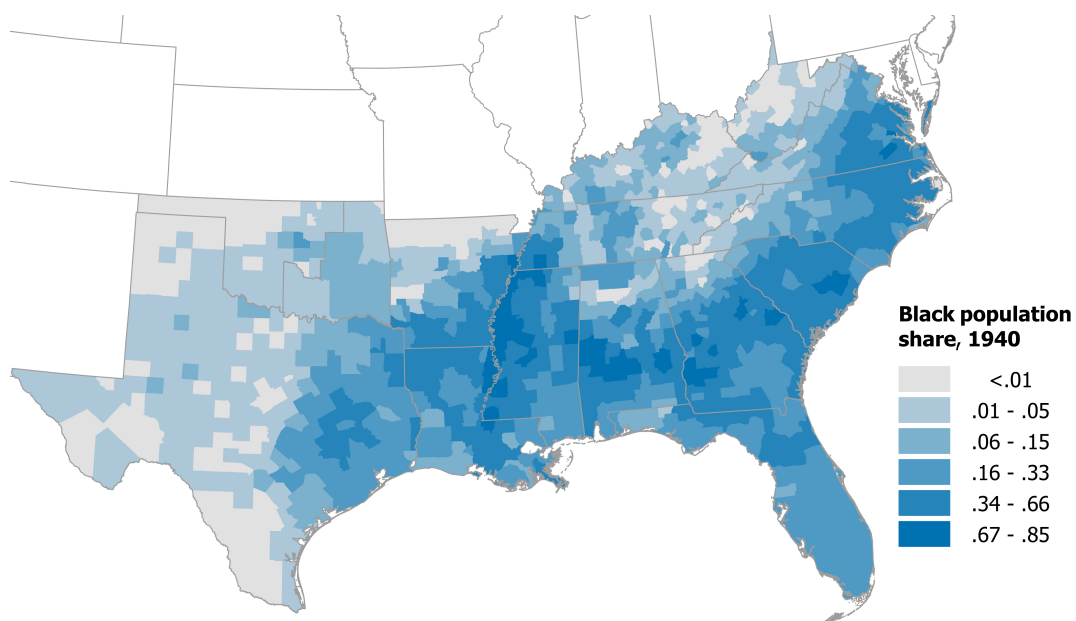 Black population
share, 1940
<.01
.01 - .05
.06 - .15
.16 - .33
.34 - .66
.67 - .85